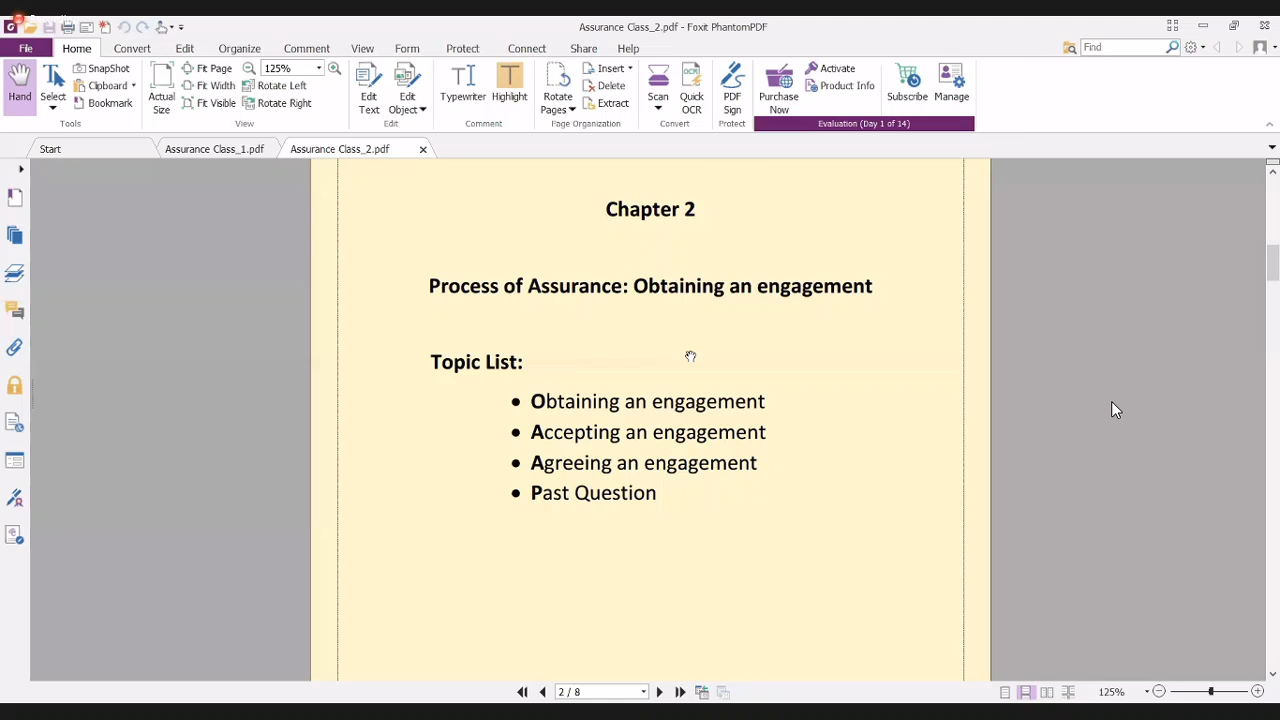 Assurance Class_2.pdf - Foxit PhantomPDF
File Home Convert Edit Organize Comment View Form Protect Connect Share Help Find
Hand
Select
SnapShot
Clipboard
Bookmark
Tools
Actual Size
Fit Page
Fit Width
Fit Visible
125%
Rotate Left
Rotate Right
View
Edit Text
Edit Object
Edit
Typewriter
Highlight
Comment
Rotate Pages
Insert
Delete
Extract
Page Organization
Scan
Quick OCR
Convert
PDF Sign
Protect
Purchase Now
Activate
Product Info
Subscribe
Manage
Evaluation (Day 1 of 14)
Start Assurance Class_1.pdf Assurance Class_2.pdf
Chapter 2
Process of Assurance: Obtaining an engagement
Topic List:
• Obtaining an engagement
• Accepting an engagement
• Agreeing an engagement
• Past Question
2 / 8 125%